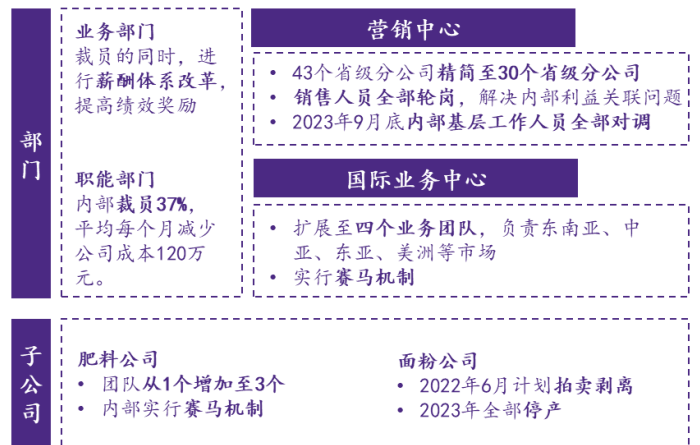 部门
业务部门
裁员的同时，进
行薪酬体系改革，
提高绩效奖励
职能部门
内部裁员37%，
平均每个月减少
公司成本120万
元。
营销中心
• 43个省级分公司精简至30个省级分公司
• 销售人员全部轮岗，解决内部利益关联问题
• 2023年9月底内部基层工作人员全部对调
国际业务中心
• 扩展至四个业务团队，负责东南亚、中
亚、东亚、美洲等市场
• 实行赛马机制
子公司
肥料公司
• 团队从1个增加至3个
• 内部实行赛马机制
面粉公司
• 2022年6月计划拍卖剥离
• 2023年全部停产